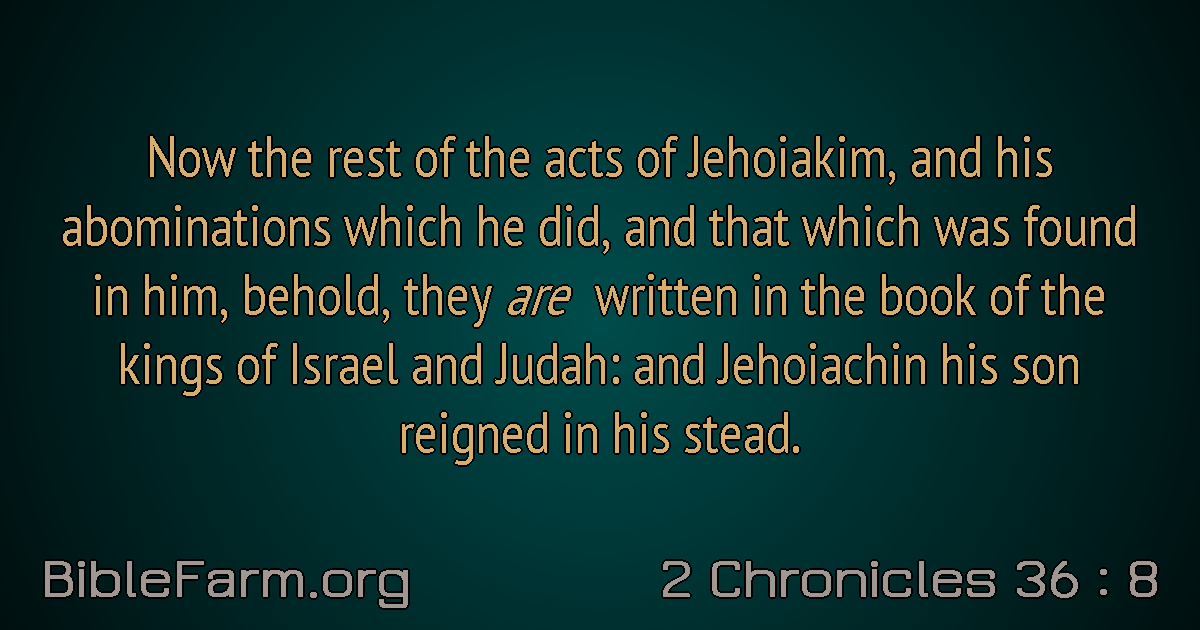 Now the rest of the acts of Jehoiakim, and his
abominations which he did, and that which was found
in him, behold, they are written in the book of the
kings of Israel and Judah: and Jehoiachin his son
reigned in his stead.
BibleFarm.org
2 Chronicles 36 : 8